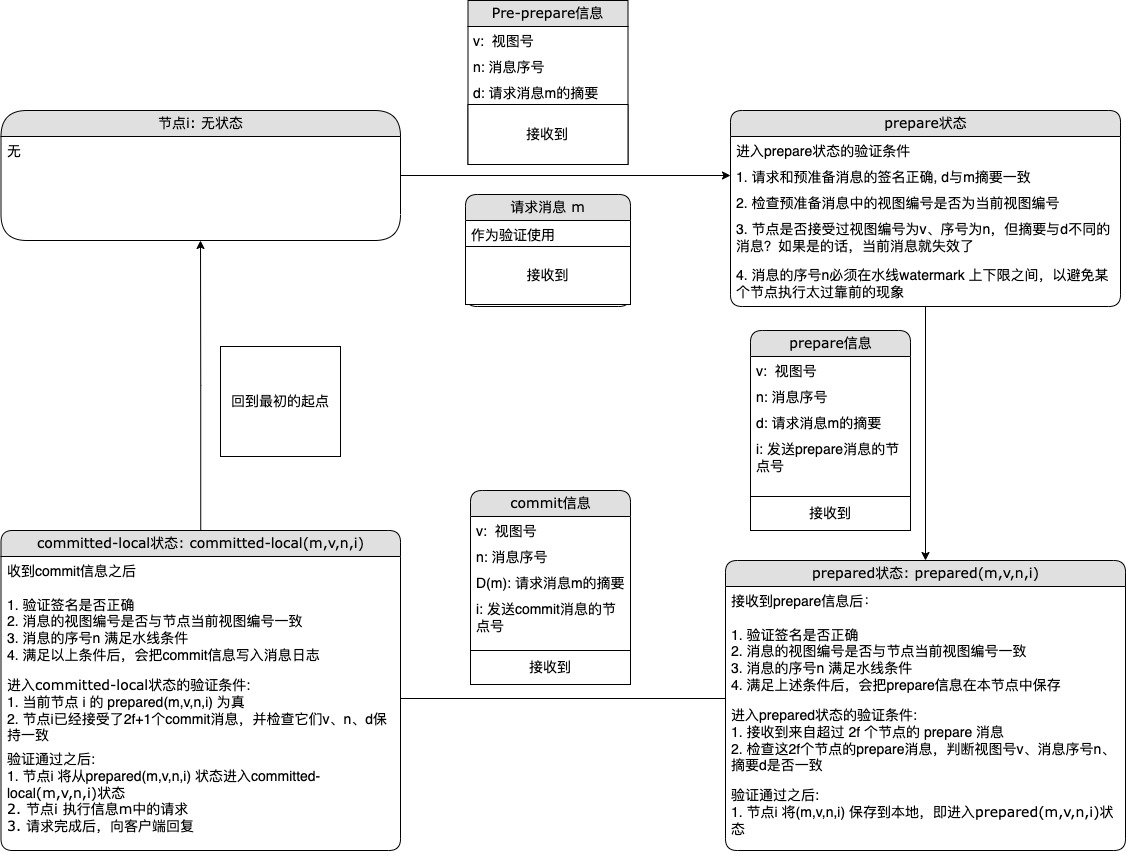 Pre-prepare信息
v:  视图号
n: 消息序号
d: 请求消息m的摘要
接收到
节点i: 无状态
无
请求消息 m
作为验证使用
接收到
prepare状态
进入prepare状态的验证条件
1. 请求和预准备消息的签名正确, d与m摘要一致
2. 检查预准备消息中的视图编号是否为当前视图编号
3. 节点是否接受过视图编号为v、序号为n，但摘要与d不同的
消息？如果是的话，当前消息就失效了
4. 消息的序号n必须在水线watermark 上下限之间，以避免某
个节点执行太过靠前的现象
prepare信息
v:  视图号
n: 消息序号
d: 请求消息m的摘要
i: 发送prepare消息的节
点号
接收到
回到最初的起点
commit信息
v:  视图号
n: 消息序号
D(m): 请求消息m的摘要
i: 发送commit消息的节
点号
接收到
committed-local状态: committed-local(m,v,n,i)
收到commit信息之后
1. 验证签名是否正确
2. 消息的视图编号是否与节点当前视图编号一致
3. 消息的序号n 满足水线条件
4. 满足以上条件后，会把commit信息写入消息日志
进入committed-local状态的验证条件:
1. 当前节点 i 的 prepared(m,v,n,i) 为真
2. 节点i已经接受了2f+1个commit消息，并检查它们v、n、d保
持一致
验证通过之后:
1. 节点i 将从prepared(m,v,n,i) 状态进入committed-
local(m,v,n,i)状态
2. 节点i 执行信息m中的请求
3. 请求完成后，向客户端回复
prepared状态: prepared(m,v,n,i)
接收到prepare信息后：
1. 验证签名是否正确
2. 消息的视图编号是否与节点当前视图编号一致
3. 消息的序号n 满足水线条件
4. 满足上述条件后，会把prepare信息在本节点中保存
进入prepared状态的验证条件:
1. 接收到来自超过 2f 个节点的 prepare 消息
2. 检查这2f个节点的prepare消息，判断视图号v、消息序号n、
摘要d是否一致
验证通过之后:
1. 节点i 将(m,v,n,i) 保存到本地，即进入prepared(m,v,n,i)状
态